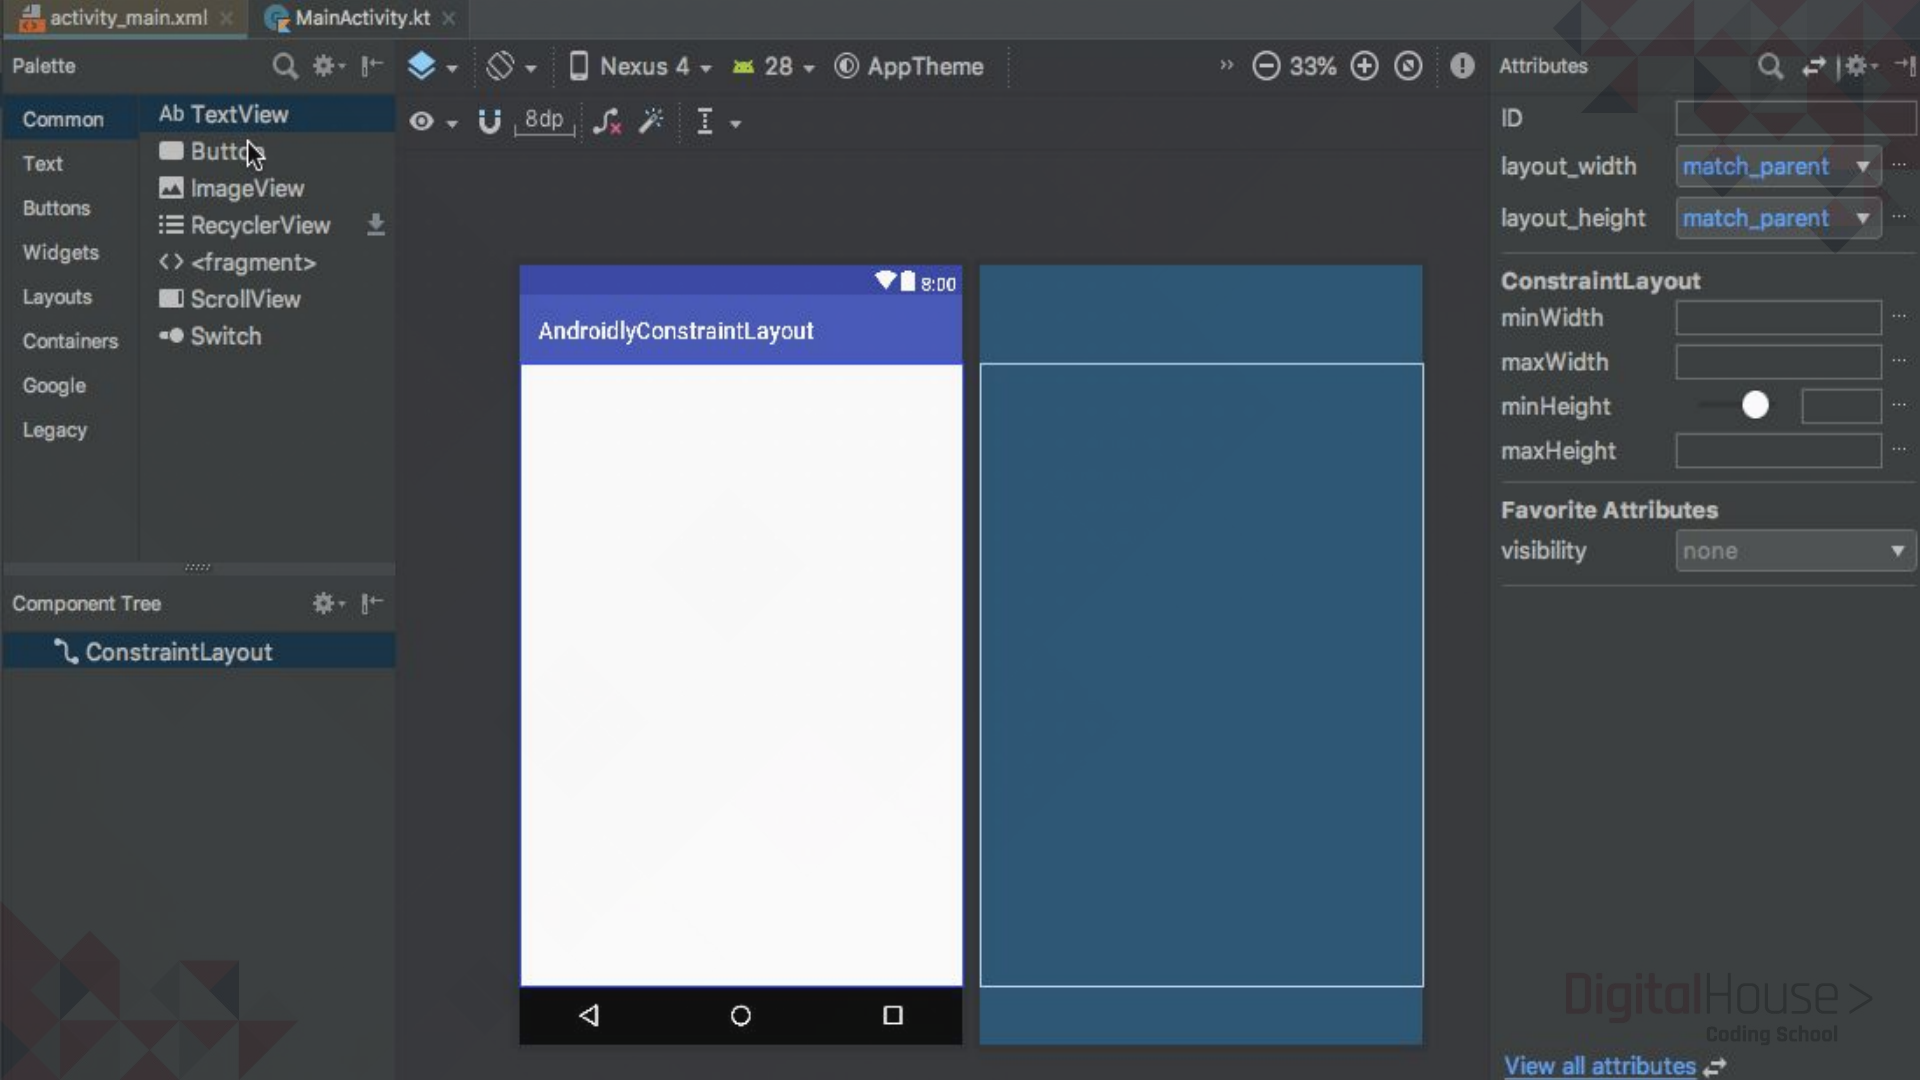 activity_main.xml
MainActivity.kt
Palette
Nexus 4
28
AppTheme
33%
Attributes
8dp
Common
Text
Buttons
Widgets
Layouts
Containers
Google
Legacy
Ab TextView
Button
ImageView
RecyclerView
<fragment>
ScrollView
Switch
Component Tree
ConstraintLayout
8:00
AndroidlyConstraintLayout
ID
layout_width
match_parent
layout_height
match_parent
ConstraintLayout
minWidth
maxWidth
minHeight
maxHeight
Favorite Attributes
visibility
none
DigitalHouse>
Coding School
View all attributes